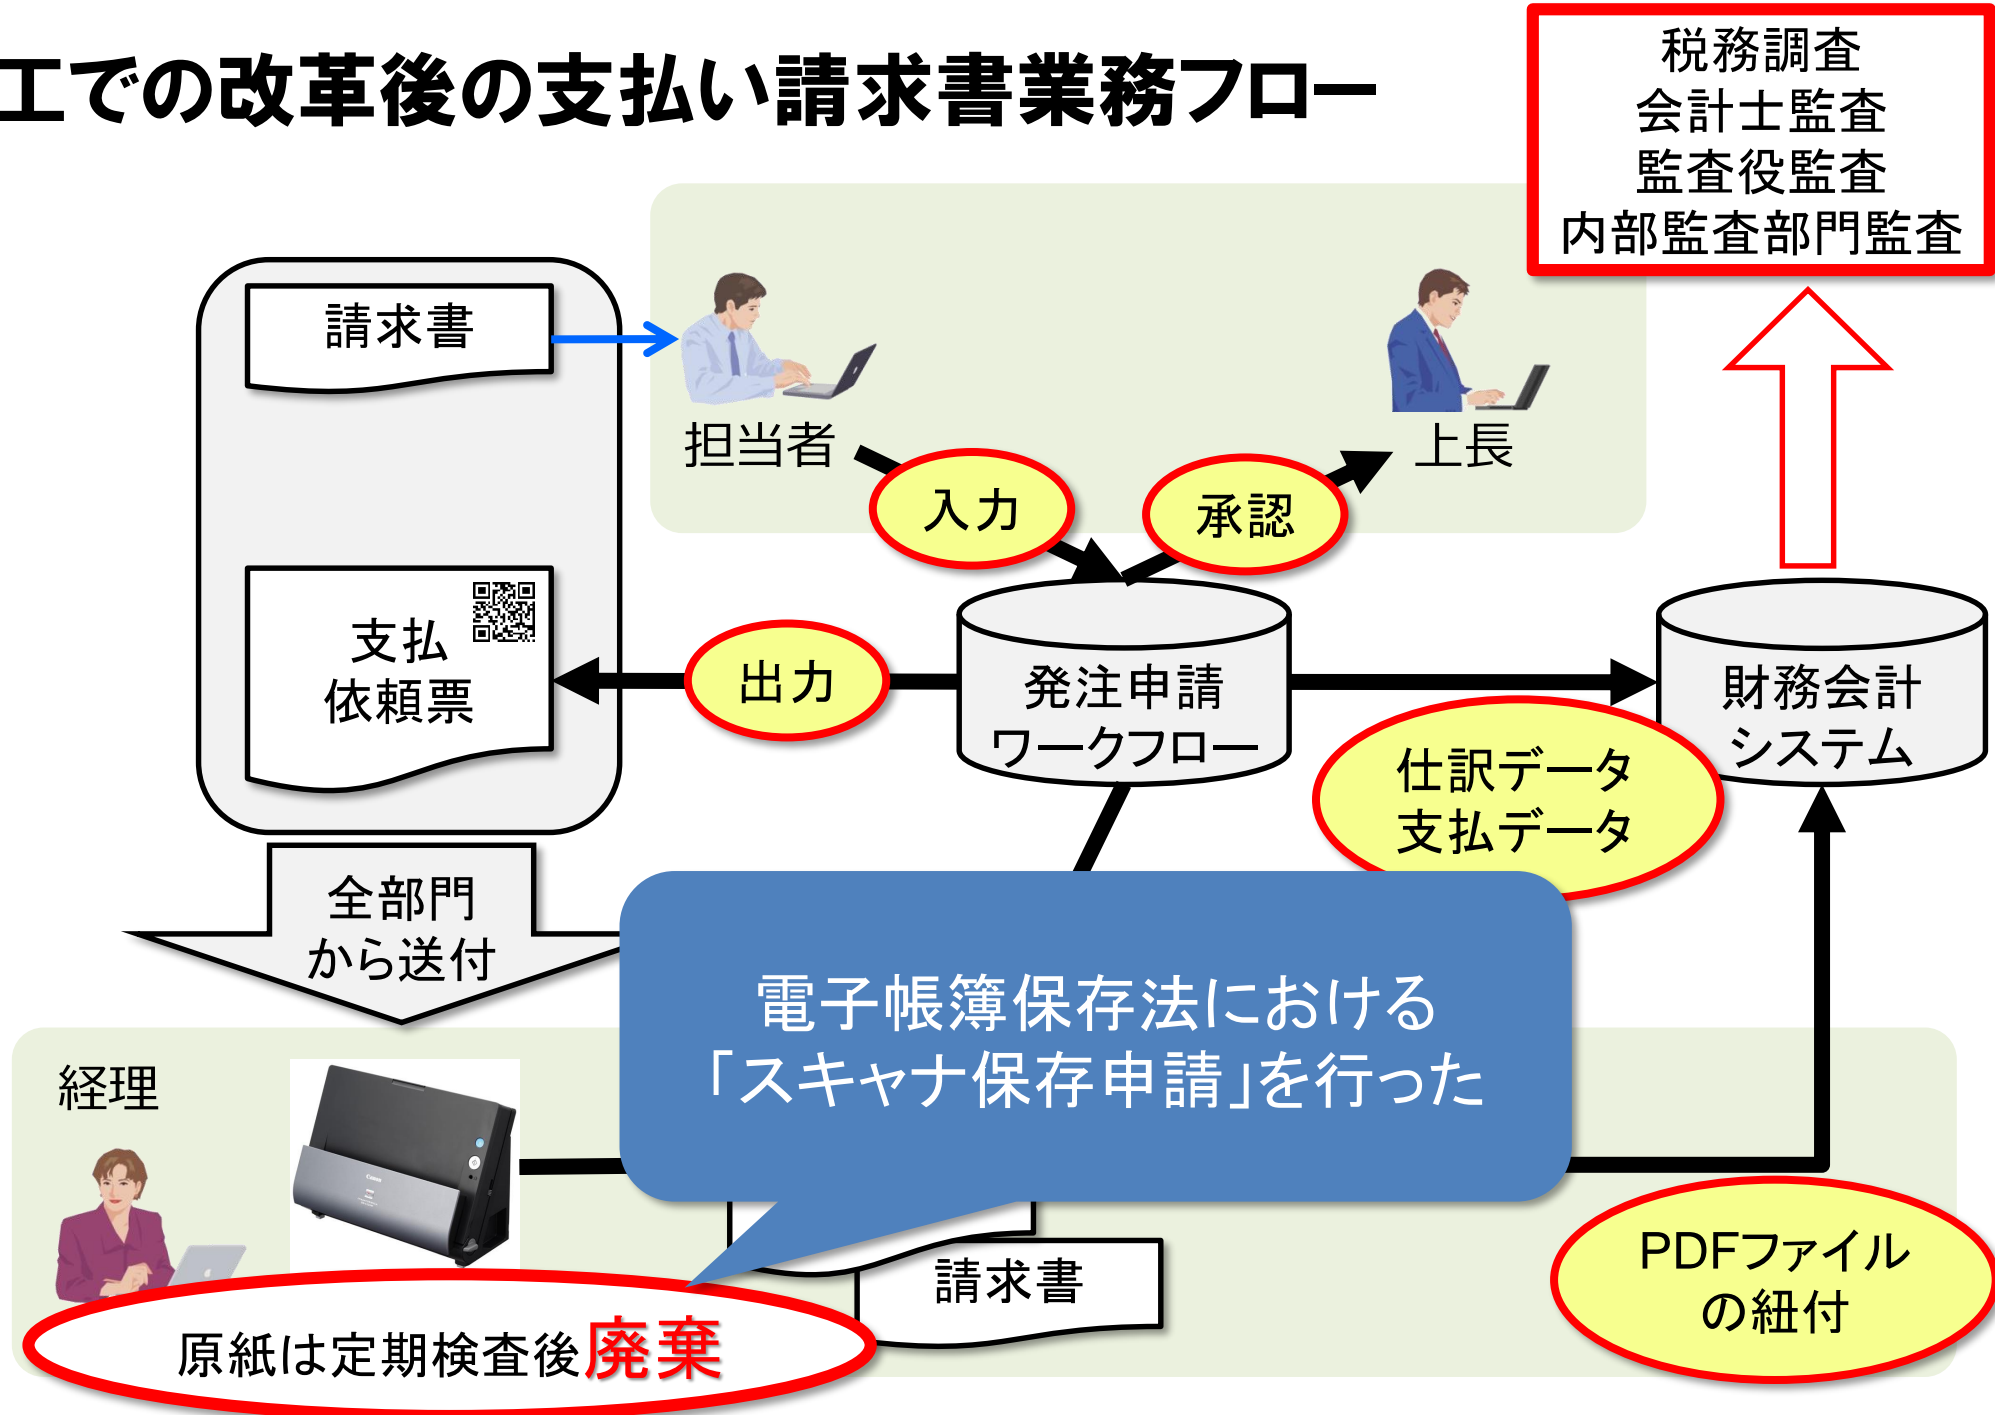 工での改革後の支払い請求書業務フロー
税務調査
会計士監査
監査役監査
内部監査部門監査
請求書
担当者
上長
入力
承認
支払
依頼票
出力
発注申請
ワークフロー
財務会計
システム
仕訳データ
支払データ
全部門
から送付
電子帳簿保存法における
「スキャナ保存申請」を行った
経理
Canon
請求書
PDFファイル
の紐付
原紙は定期検査後廃棄